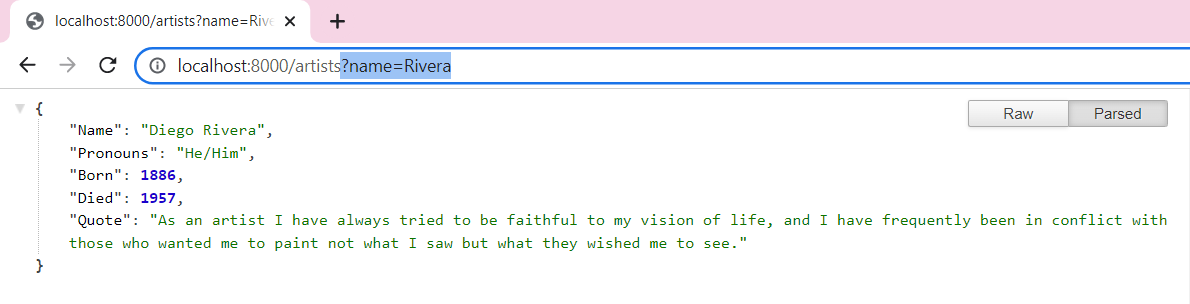 localhost:8000/artists?name=Rive
localhost:8000/artists?name=Rivera
Raw Parsed
{
"Name": "Diego Rivera",
"Pronouns": "He/Him",
"Born": 1886,
"Died": 1957,
"Quote": "As an artist I have always tried to be faithful to my vision of life, and I have frequently been in conflict with
those who wanted me to paint not what I saw but what they wished me to see."
}